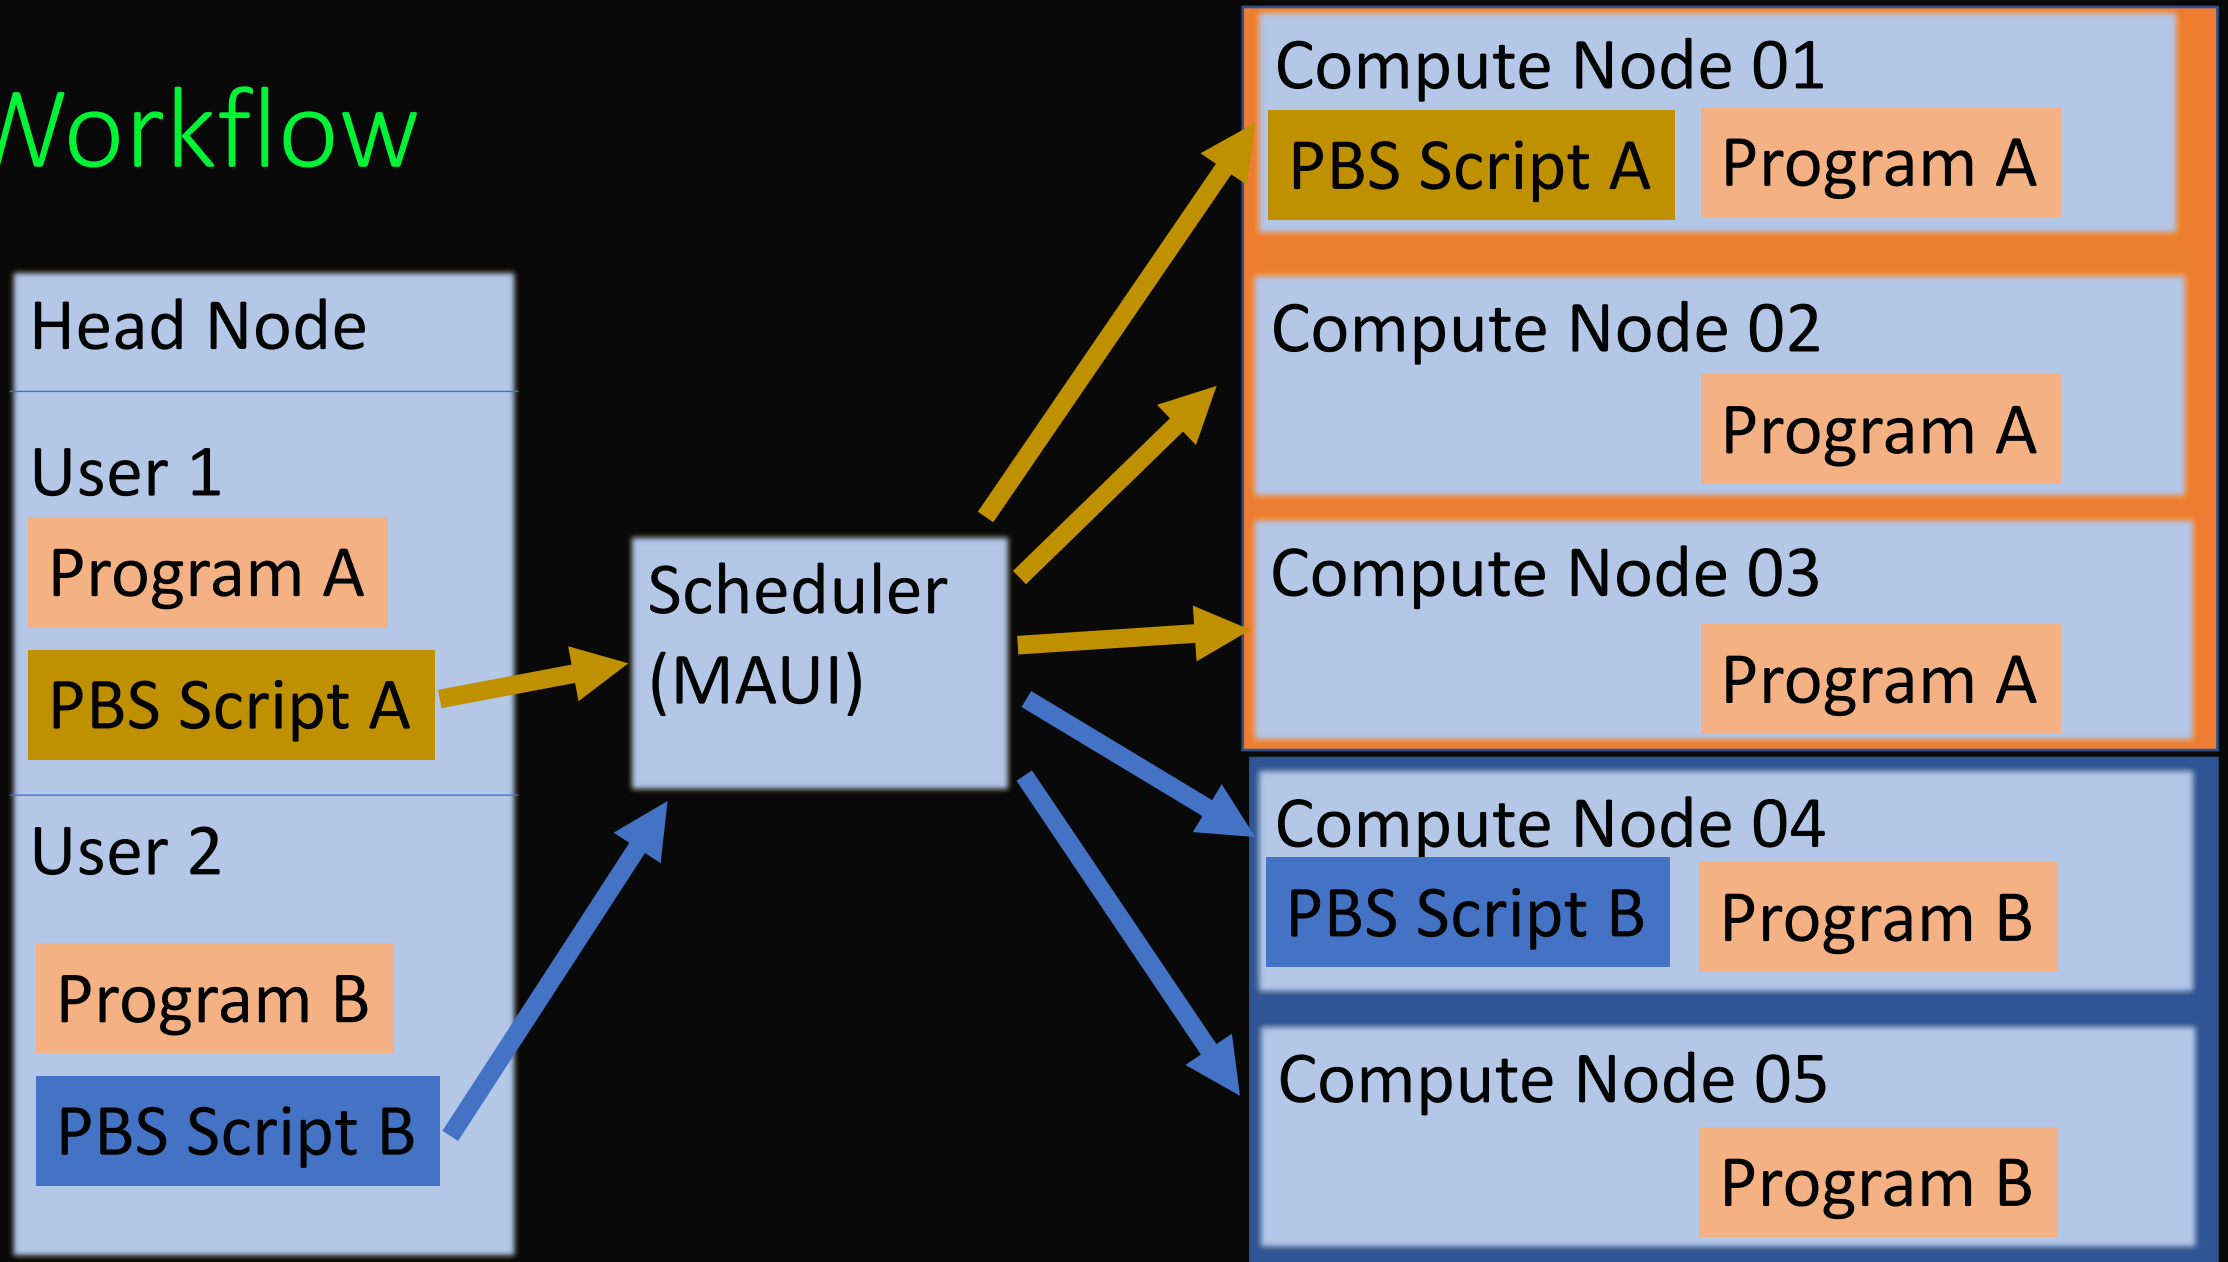 Workflow
Head Node
User 1
Program A
PBS Script A
User 2
Program B
PBS Script B
Scheduler
(MAUI)
Compute Node 01
PBS Script A
Program A
Compute Node 02
Program A
Compute Node 03
Program A
Compute Node 04
PBS Script B
Program B
Compute Node 05
Program B